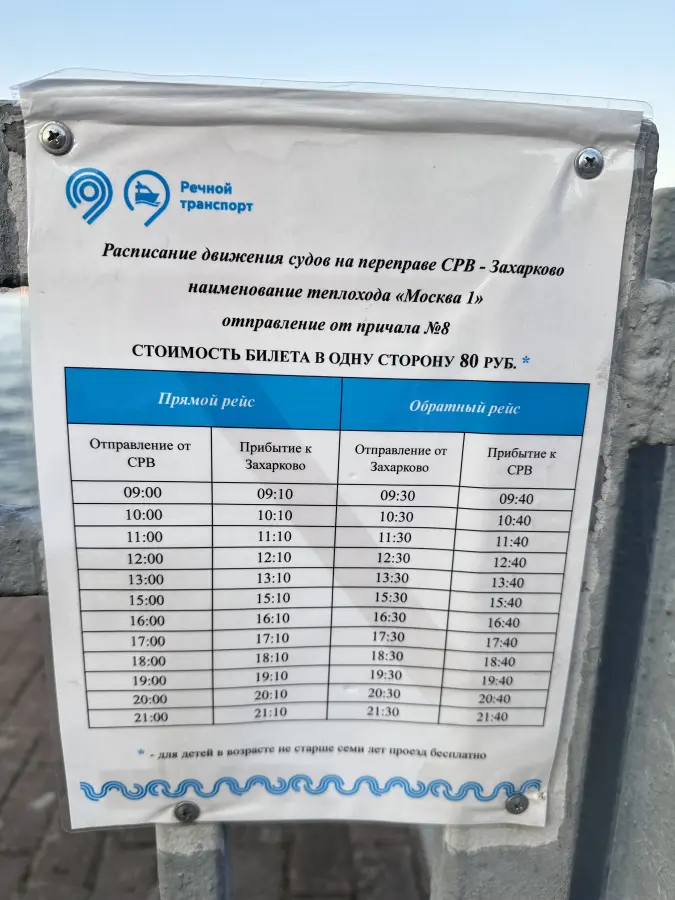 Речной
транспорт
Расписание движения судов на переправе СРВ - Захарково
наименование теплохода «Москва 1»
отправление от причала №8
СТОИМОСТЬ БИЛЕТА В ОДНУ СТОРОНУ 80 РУБ. *
Прямой рейс Обратный рейс
Отправление от СРВ Прибытие к Захарково Отправление от Захарково Прибытие к СРВ
09:00 09:10 09:30 09:40
10:00 10:10 10:30 10:40
11:00 11:10 11:30 11:40
12:00 12:10 12:30 12:40
13:00 13:10 13:30 13:40
15:00 15:10 15:30 15:40
16:00 16:10 16:30 16:40
17:00 17:10 17:30 17:40
18:00 18:10 18:30 18:40
19:00 19:10 19:30 19:40
20:00 20:10 20:30 20:40
21:00 21:10 21:30 21:40
* - для детей в возрасте не старше семи лет проезд бесплатно